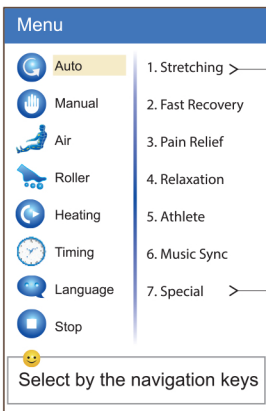 Menu
Auto
Manual
Air
Roller
Heating
Timing
Language
Stop
1. Stretching
2. Fast Recovery
3. Pain Relief
4. Relaxation
5. Athlete
6. Music Sync
7. Special
Select by the navigation keys